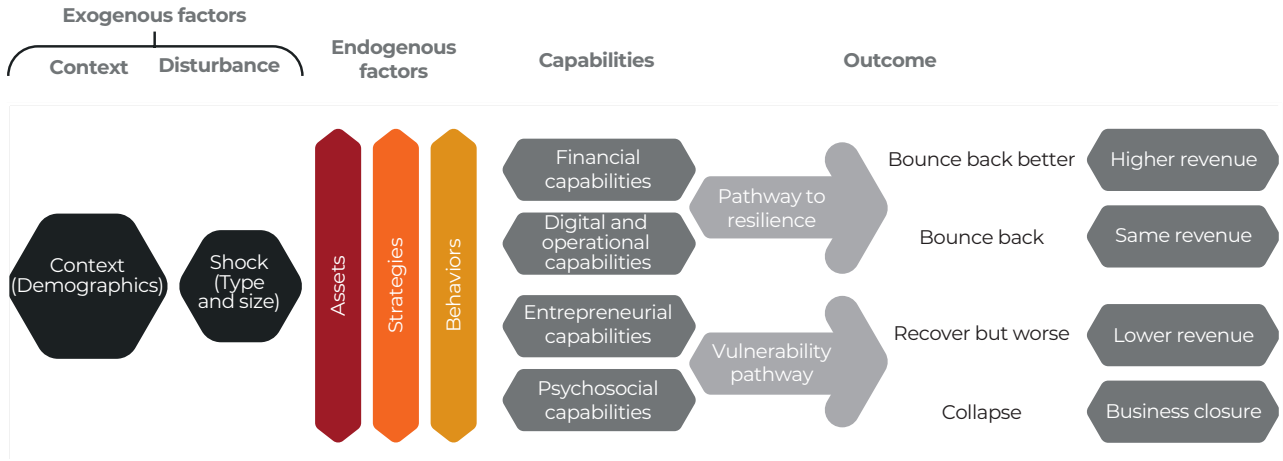 Exogenous factors
Context
Disturbance
Endogenous
factors
Capabilities
Outcome
Context
(Demographics)
Shock
(Type
and size)
Assets
Strategies
Behaviors
Financial
capabilities
Digital and
operational
capabilities
Entrepreneurial
capabilities
Psychosocial
capabilities
Pathway to
resilience
Vulnerability
pathway
Bounce back better
Higher revenue
Bounce back
Same revenue
Recover but worse
Lower revenue
Collapse
Business closure